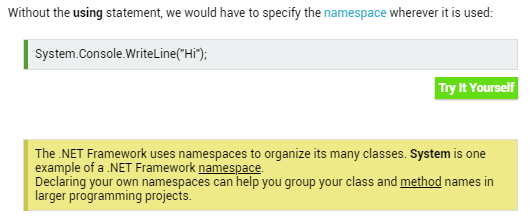 Without the using statement, we would have to specify the namespace wherever it is used:
System.Console.WriteLine("Hi");
Try It Yourself
The .NET Framework uses namespaces to organize its many classes. System is one
example of a .NET Framework namespace.
Declaring your own namespaces can help you group your class and method names in
larger programming projects.